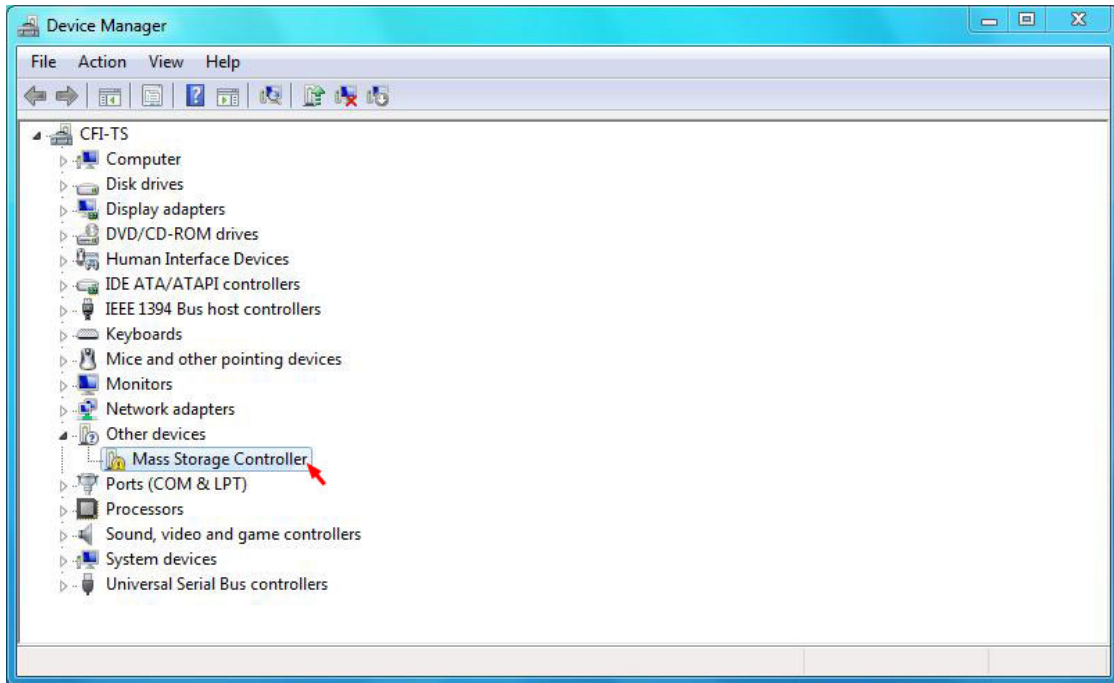 Device Manager
File Action View Help
CFI-TS
Computer
Disk drives
Display adapters
DVD/CD-ROM drives
Human Interface Devices
IDE ATA/ATAPI controllers
IEEE 1394 Bus host controllers
Keyboards
Mice and other pointing devices
Monitors
Network adapters
Other devices
Mass Storage Controller
Ports (COM & LPT)
Processors
Sound, video and game controllers
System devices
Universal Serial Bus controllers